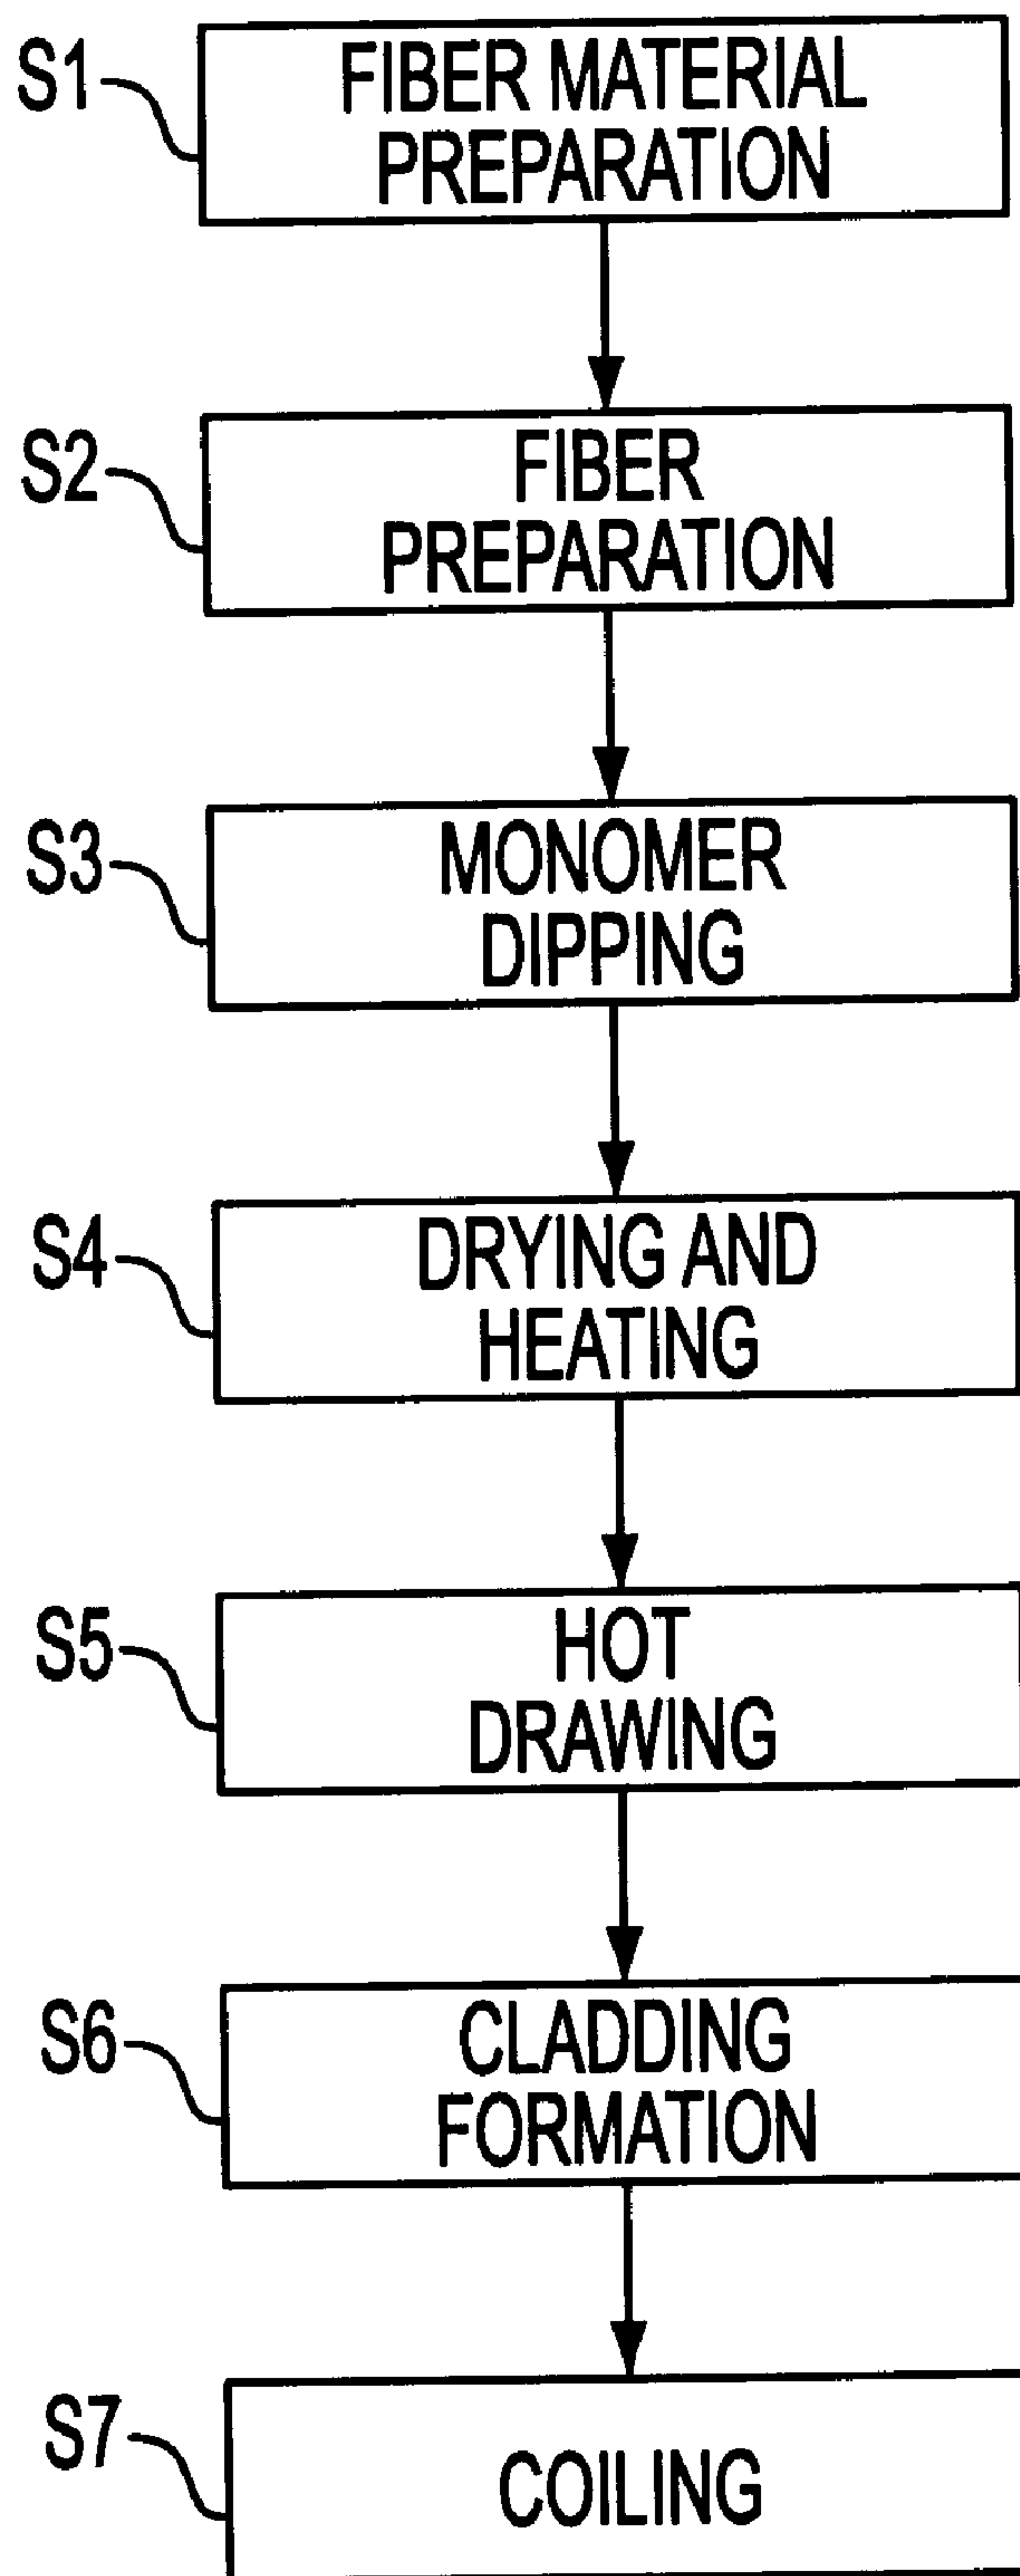 S1
FIBER MATERIAL
PREPARATION
S2
FIBER
PREPARATION
S3
MONOMER
DIPPING
S4
DRYING AND
HEATING
S5
HOT
DRAWING
S6
CLADDING
FORMATION
S7
COILING